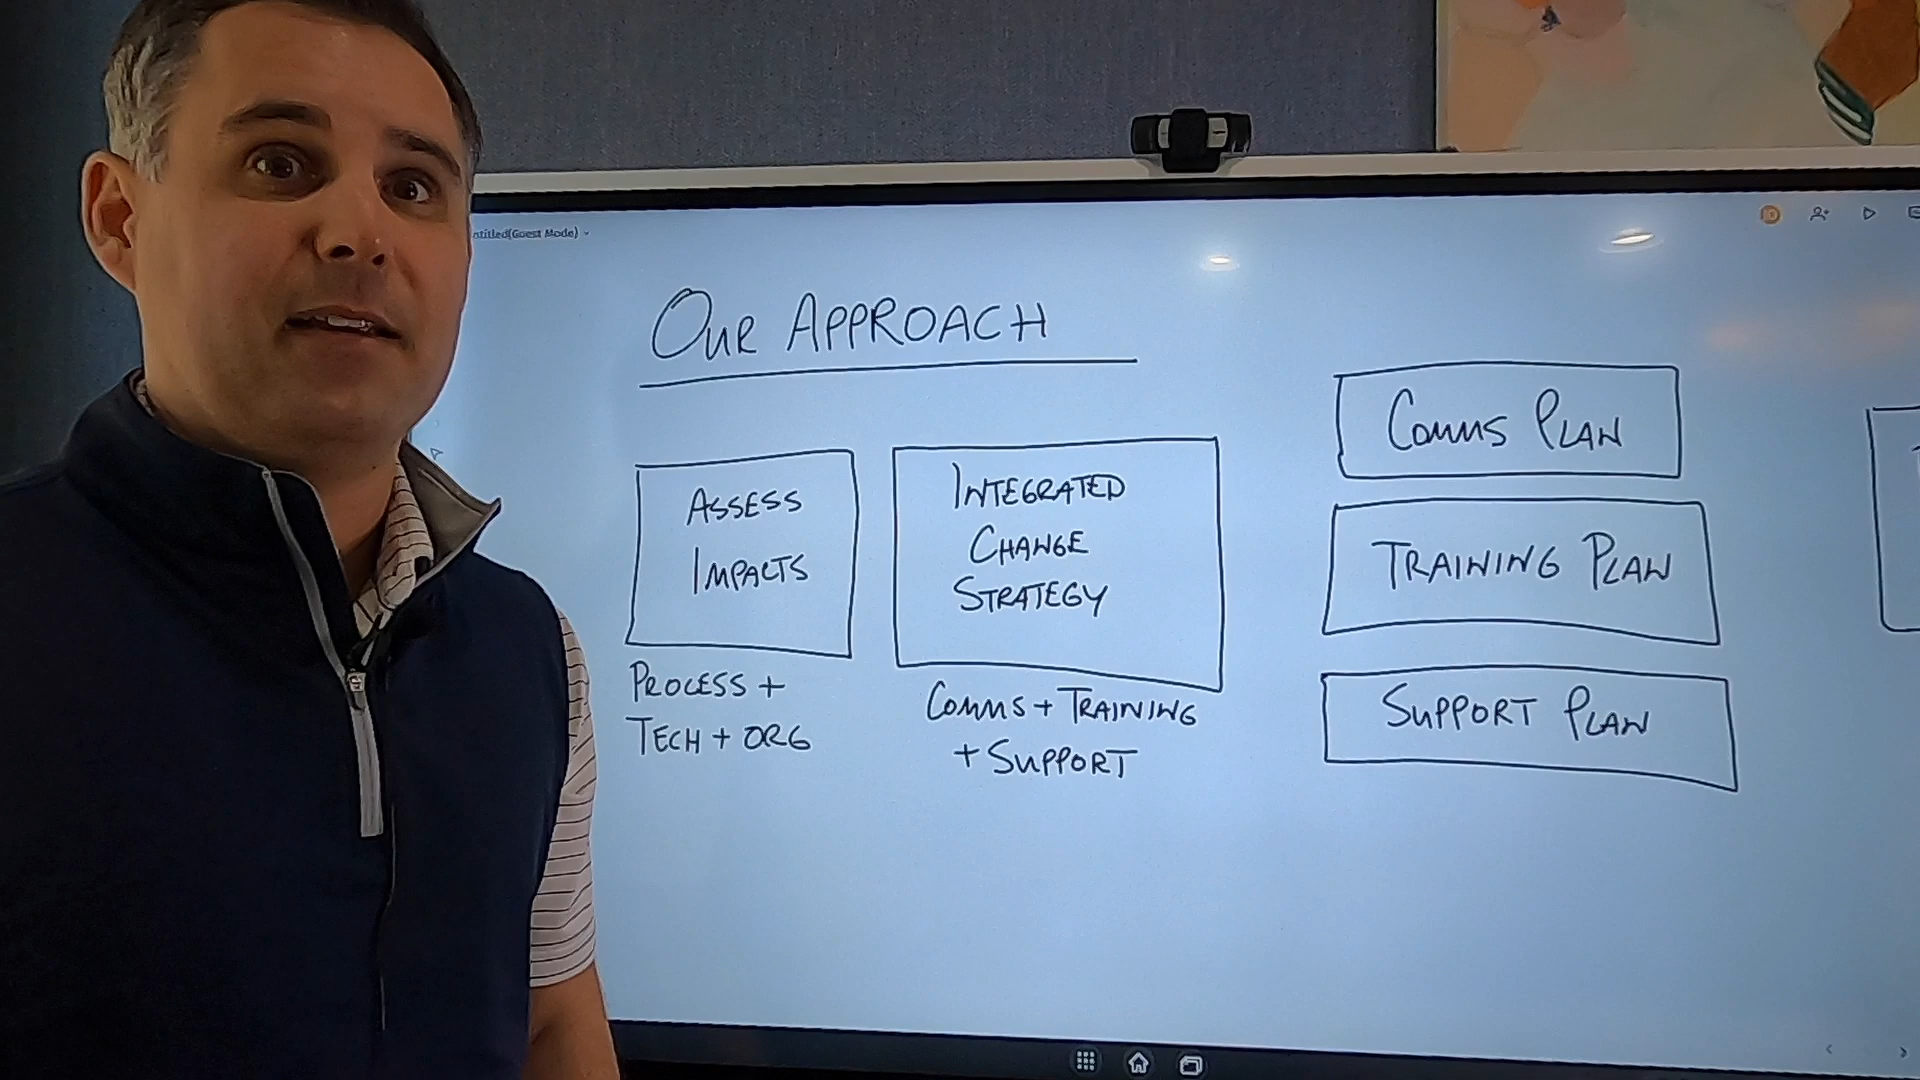 ntitled(Guest Mode)
OUR APPROACH
ASSESS
IMPACTS
PROCESS +
TECH + ORG
INTEGRATED
CHANGE
STRATEGY
COMMS + TRAINING
+ SUPPORT
COMMS PLAN
TRAINING PLAN
SUPPORT PLAN